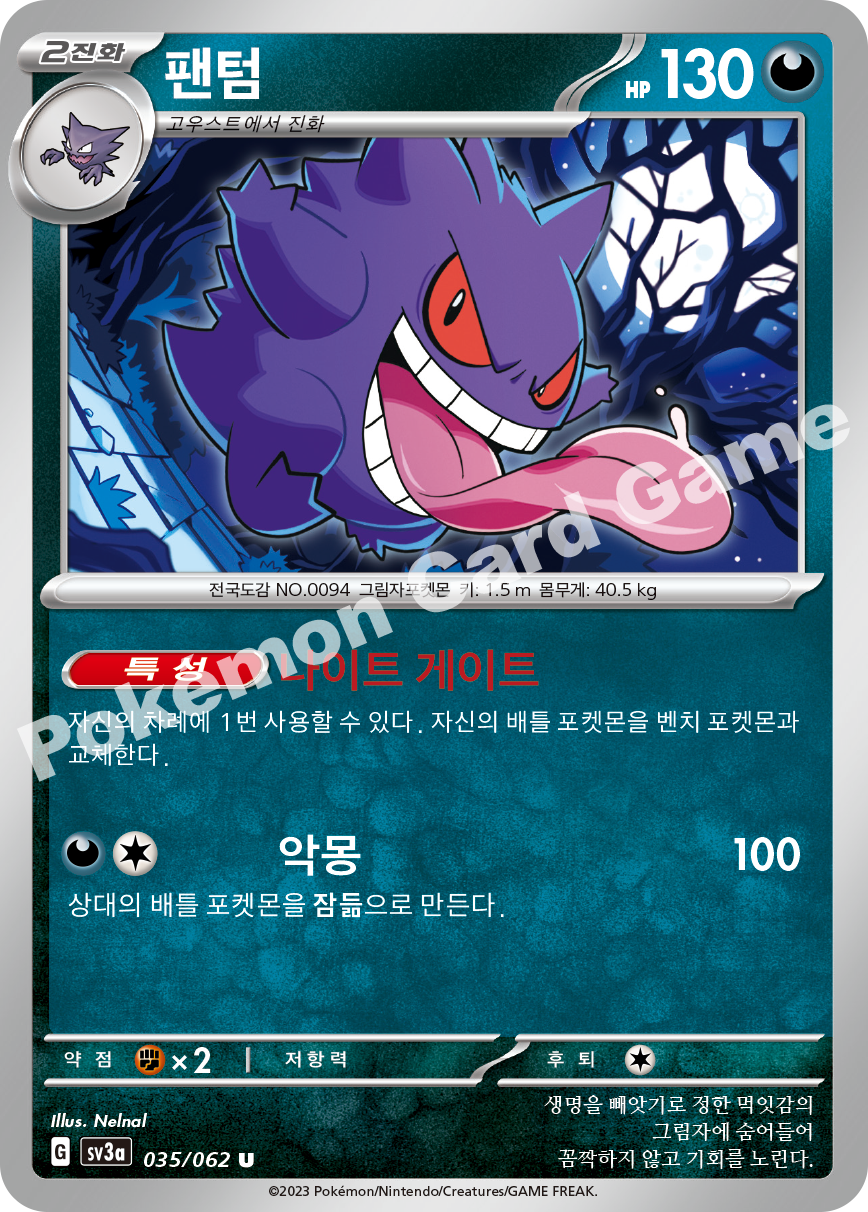 2진화
팬텀
HP 130
고우스트에서 진화
전국도감 NO.0094 그림자포켓몬 키: 1.5 m 몸무게: 40.5 kg
특성 나이트 게이트
자신의 차례에 1번 사용할 수 있다. 자신의 배틀 포켓몬을 벤치 포켓몬과
교체한다.
악몽 100
상대의 배틀 포켓몬을 잠듦으로 만든다.
약점 ×2 저항력 후퇴
Illus. Nelnal
G sv3a 035/062 U
생명을 빼앗기로 정한 먹잇감의
그림자에 숨어들어
꼼짝하지 않고 기회를 노린다.
©2023 Pokémon/Nintendo/Creatures/GAME FREAK.
Pokémon Card Game